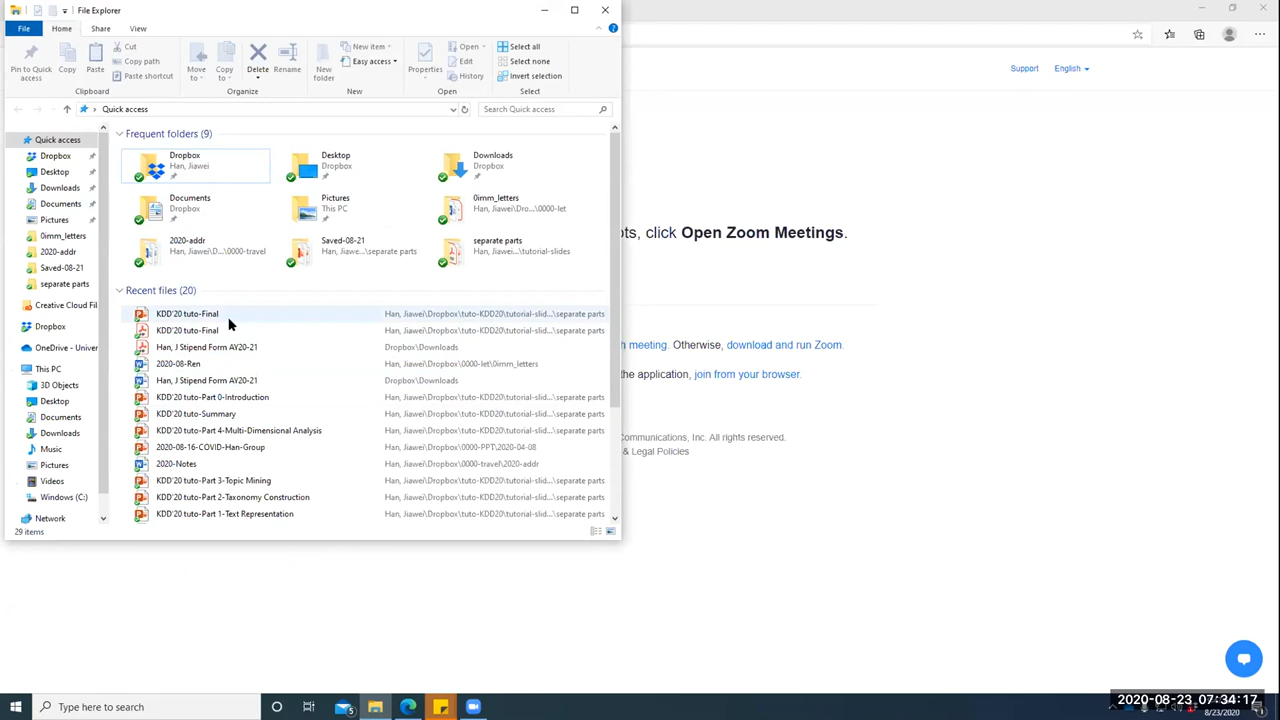 File Explorer
File Home Share View
Pin to Quick access
Copy
Paste
Cut
Copy path
Paste shortcut
Clipboard
Move to
Copy to
Delete
Rename
Organize
New folder
New item
Easy access
New
Properties
Open
Edit
History
Open
Select all
Select none
Invert selection
Select
Quick access
Search Quick access
Quick access
Dropbox
Desktop
Downloads
Documents
Pictures
0imm_letters
2020-addr
Saved-08-21
separate parts
Creative Cloud Fil
Dropbox
OneDrive - Univer
This PC
3D Objects
Desktop
Documents
Downloads
Music
Pictures
Videos
Windows (C:)
Network
29 items
Frequent folders (9)
Dropbox
Han, Jiawei
Desktop
Dropbox
Downloads
Dropbox
Documents
Dropbox
Pictures
This PC
0imm_letters
Han, Jiawei\Dro...\0000-let
2020-addr
Han, Jiawei\D...\0000-travel
Saved-08-21
Han, Jiawe...\separate parts
separate parts
Han, Jiawei...\tutorial-slides
Recent files (20)
KDD'20 tuto-Final Han, Jiawei\Dropbox\tuto-KDD20\tutorial-slid...\separate parts
KDD'20 tuto-Final Han, Jiawei\Dropbox\tuto-KDD20\tutorial-slid...\separate parts
Han, J Stipend Form AY20-21 Dropbox\Downloads
2020-08-Ren Han, Jiawei\Dropbox\0000-let\0imm_letters
Han, J Stipend Form AY20-21 Dropbox\Downloads
KDD'20 tuto-Part 0-Introduction Han, Jiawei\Dropbox\tuto-KDD20\tutorial-slid...\separate parts
KDD'20 tuto-Summary Han, Jiawei\Dropbox\tuto-KDD20\tutorial-slid...\separate parts
KDD'20 tuto-Part 4-Multi-Dimensional Analysis Han, Jiawei\Dropbox\tuto-KDD20\tutorial-slid...\separate parts
2020-08-16-COVID-Han-Group Han, Jiawei\Dropbox\0000-PPT\2020-04-08
2020-Notes Han, Jiawei\Dropbox\0000-travel\2020-addr
KDD'20 tuto-Part 3-Topic Mining Han, Jiawei\Dropbox\tuto-KDD20\tutorial-slid...\separate parts
KDD'20 tuto-Part 2-Taxonomy Construction Han, Jiawei\Dropbox\tuto-KDD20\tutorial-slid...\separate parts
KDD'20 tuto-Part 1-Text Representation Han, Jiawei\Dropbox\tuto-KDD20\tutorial-slid...\separate parts
Support English
ots, click Open Zoom Meetings.
meeting. Otherwise, download and run Zoom.
the application, join from your browser.
Communications, Inc. All rights reserved.
& Legal Policies
Type here to search
5
2020-08-23 07:34:17
8/23/2020
1